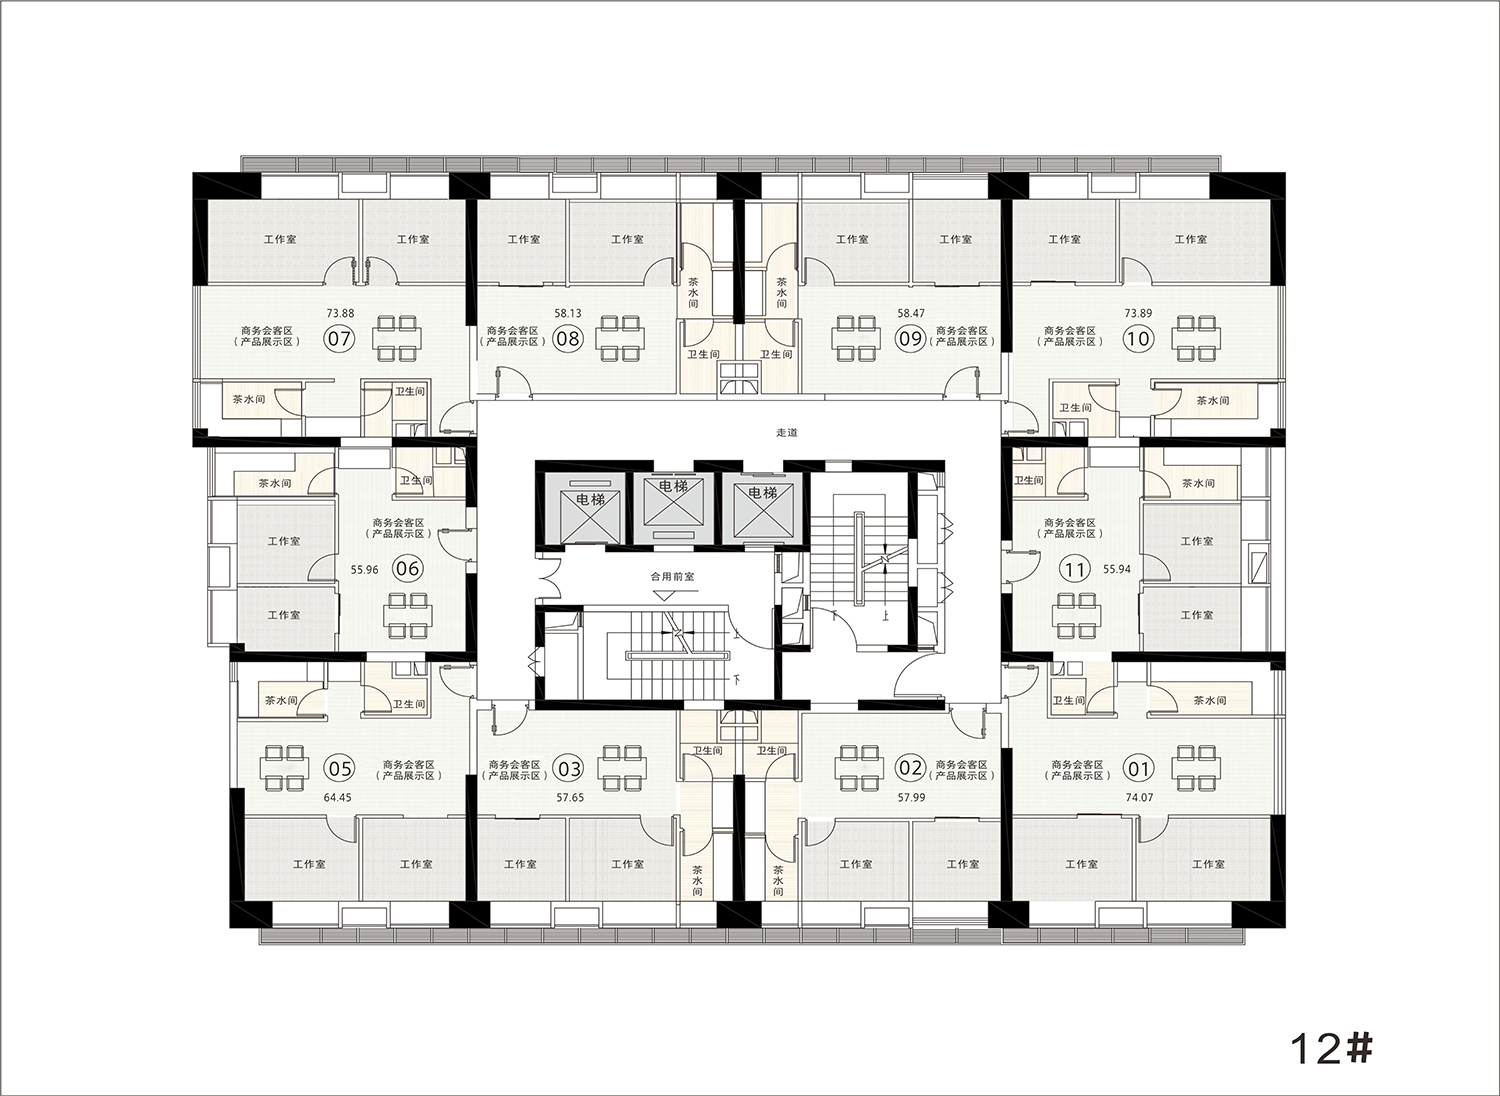 工作室 工作室 工作室 工作室 工作室 工作室 工作室 工作室
茶水间 茶水间
73.88 58.13 58.47 73.89
商务会客区 07 商务会客区 08 09 商务会客区 商务会客区 10
(产品展示区) (产品展示区) (产品展示区) (产品展示区)
卫生间 卫生间
茶水间 卫生间 卫生间 茶水间
走道
茶水间 卫生间 电梯 电梯 电梯 卫生间 茶水间
商务会客区 商务会客区
(产品展示区) (产品展示区)
工作室 工作室
55.96 06 合用前室 11 55.94
工作室 下 上 工作室
上
下
茶水间 卫生间 卫生间 茶水间
卫生间 卫生间
05 商务会客区 商务会客区 03 02 商务会客区 商务会客区 01
(产品展示区) (产品展示区) (产品展示区) (产品展示区)
64.45 57.65 57.99 74.07
工作室 工作室 工作室 工作室 茶水间 茶水间 工作室 工作室 工作室 工作室
12#